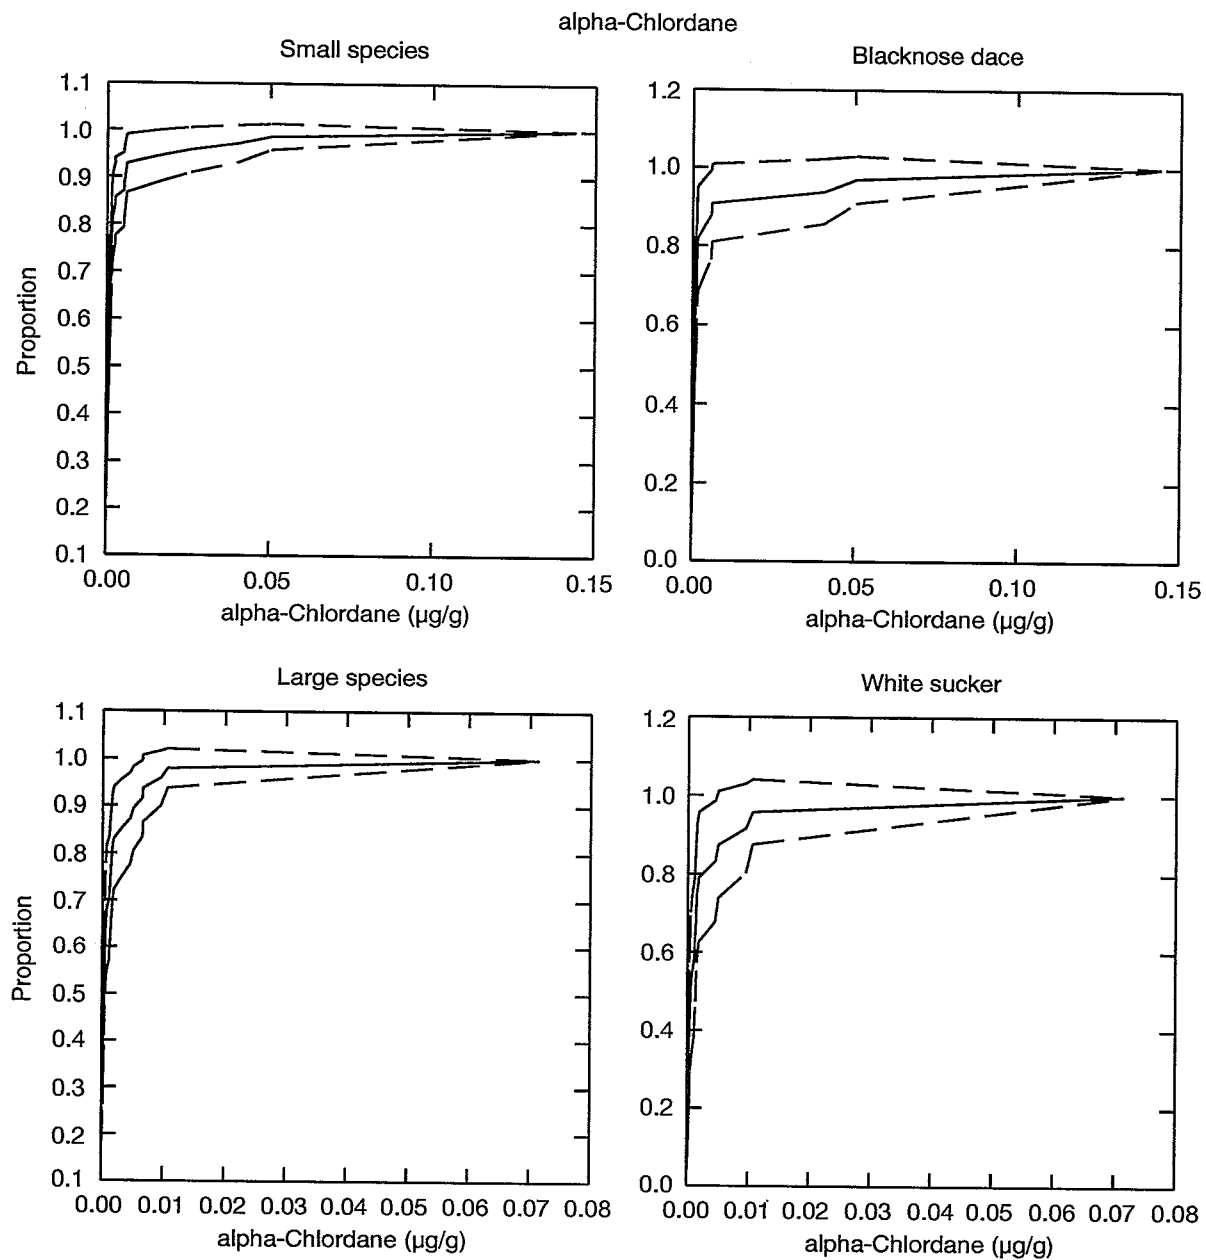 alpha-Chlordane
Small species
1.1
1.0
0.9
0.8
0.7
0.6
0.5
0.4
0.3
0.2
0.1
Proportion
0.00 0.05 0.10 0.15
alpha-Chlordane (µg/g)
Blacknose dace
1.2
1.0
0.8
0.6
0.4
0.2
0.0
0.00 0.05 0.10 0.15
alpha-Chlordane (µg/g)
Large species
1.1
1.0
0.9
0.8
0.7
0.6
0.5
0.4
0.3
0.2
0.1
Proportion
0.00 0.01 0.02 0.03 0.04 0.05 0.06 0.07 0.08
alpha-Chlordane (µg/g)
White sucker
1.2
1.0
0.8
0.6
0.4
0.2
0.0
0.00 0.01 0.02 0.03 0.04 0.05 0.06 0.07 0.08
alpha-Chlordane (µg/g)